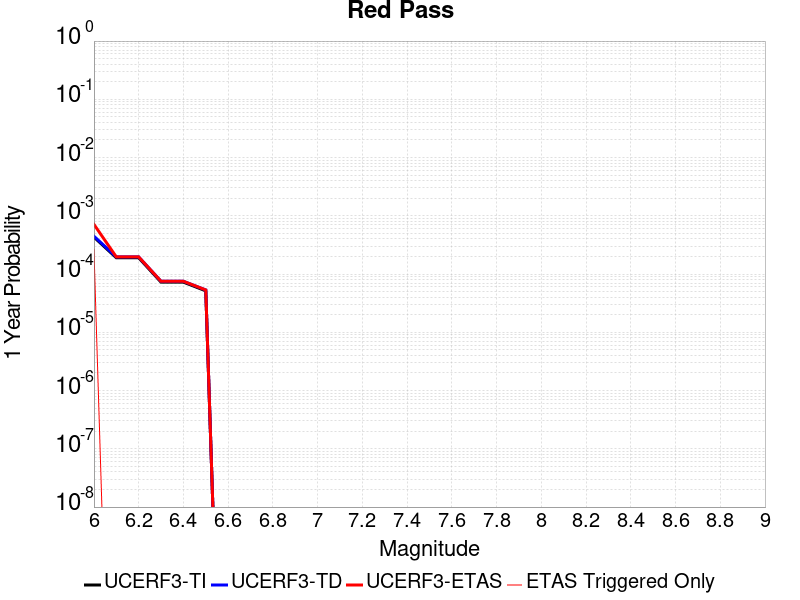 Red Pass
10^0
10^-1
10^-2
10^-3
10^-4
10^-5
10^-6
10^-7
10^-8
1 Year Probability
6 6.2 6.4 6.6 6.8 7 7.2 7.4 7.6 7.8 8 8.2 8.4 8.6 8.8 9
Magnitude
UCERF3-TI UCERF3-TD UCERF3-ETAS ETAS Triggered Only